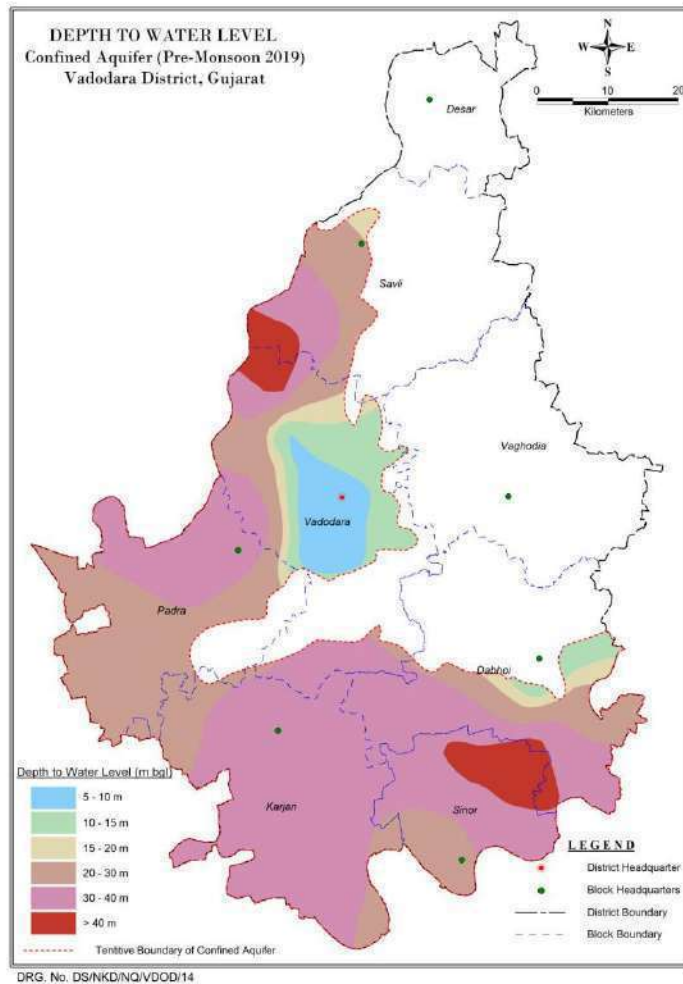 DEPTH TO WATER LEVEL
Confined Aquifer (Pre-Monsoon 2019)
Vadodara District, Gujarat
N
W E
S
0 10 20
Kilometers
Desar
Savli
Vaghodia
Vadodara
Padra
Dabhoi
Karjan
Sinor
Depth to Water Level (m bgl)
5 - 10 m
10 - 15 m
15 - 20 m
20 - 30 m
30 - 40 m
> 40 m
Tentitive Boundary of Confined Aquifer
LEGEND
District Headquarter
Block Headquarters
District Boundary
Block Boundary
DRG. No. DS/NKD/NQ/VDOD/14